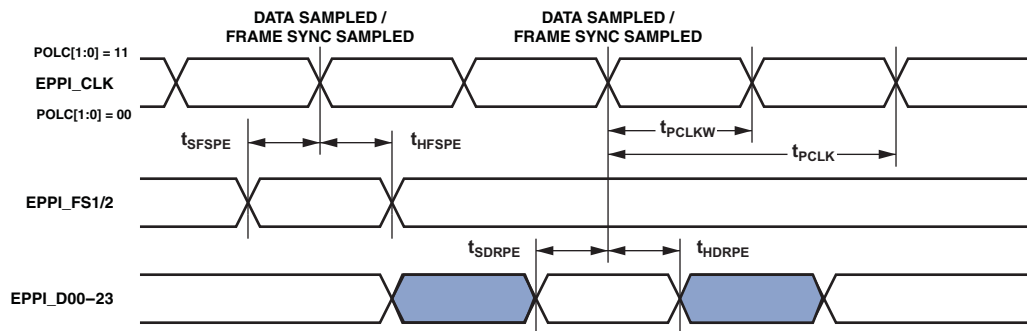 DATA SAMPLED /
FRAME SYNC SAMPLED
DATA SAMPLED /
FRAME SYNC SAMPLED
POLC[1:0] = 11
EPPI_CLK
POLC[1:0] = 00
tSFSPE
tHFSPE
tPCLKW
tPCLK
EPPI_FS1/2
tSDRPE
tHDRPE
EPPI_D00–23